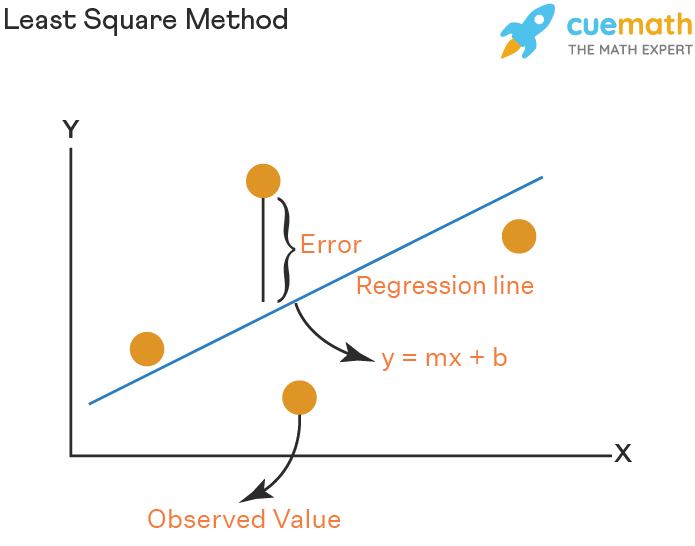 Least Square Method
cuemath
THE MATH EXPERT
Y
Error
Regression line
y = mx + b
X
Observed Value